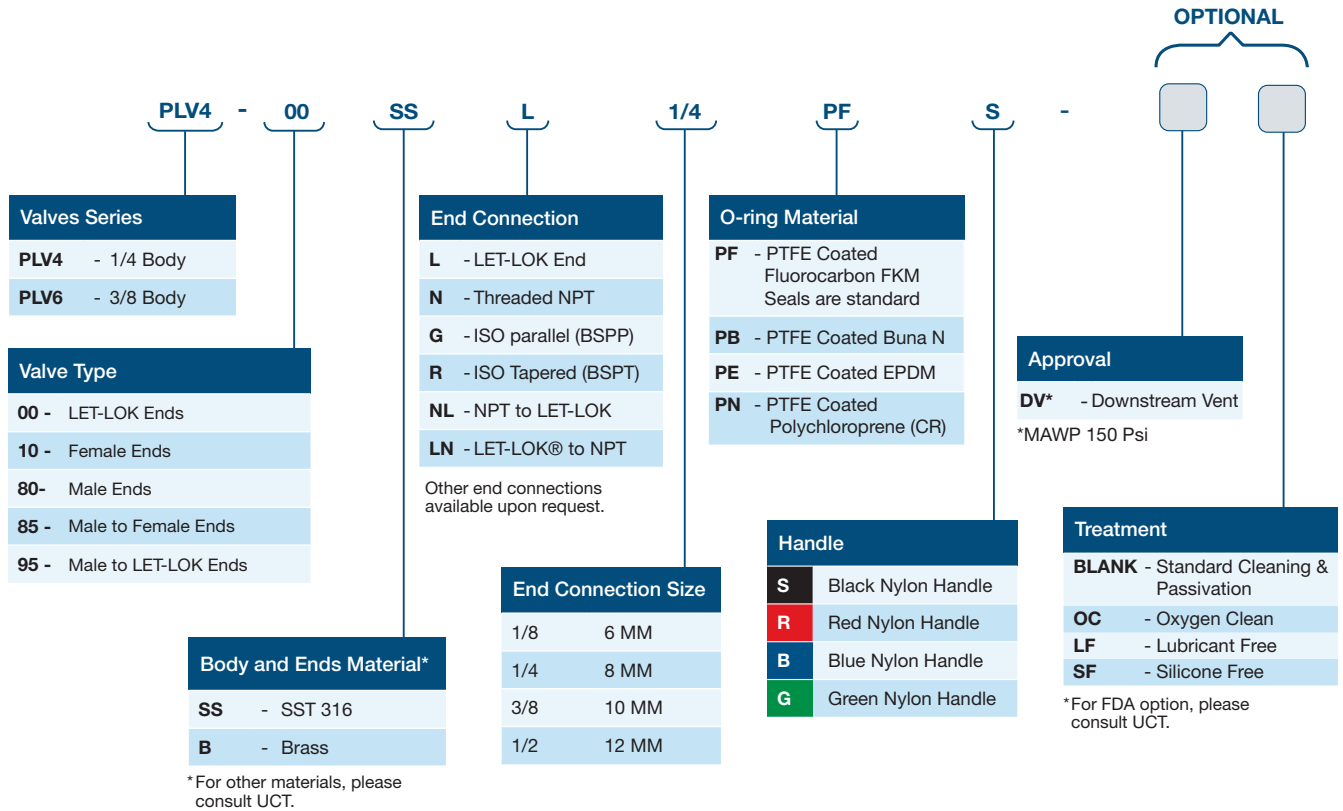 OPTIONAL
PLV4 - 00 SS L 1/4 PF S -
Valves Series
PLV4 - 1/4 Body
PLV6 - 3/8 Body
Valve Type
00 - LET-LOK Ends
10 - Female Ends
80- Male Ends
85 - Male to Female Ends
95 - Male to LET-LOK Ends
Body and Ends Material*
SS - SST 316
B - Brass
*For other materials, please
consult UCT.
End Connection
L - LET-LOK End
N - Threaded NPT
G - ISO parallel (BSPP)
R - ISO Tapered (BSPT)
NL - NPT to LET-LOK
LN - LET-LOK® to NPT
Other end connections
available upon request.
End Connection Size
1/8 6 MM
1/4 8 MM
3/8 10 MM
1/2 12 MM
O-ring Material
PF - PTFE Coated
Fluorocarbon FKM
Seals are standard
PB - PTFE Coated Buna N
PE - PTFE Coated EPDM
PN - PTFE Coated
Polychloroprene (CR)
Handle
S Black Nylon Handle
R Red Nylon Handle
B Blue Nylon Handle
G Green Nylon Handle
Approval
DV* - Downstream Vent
*MAWP 150 Psi
Treatment
BLANK - Standard Cleaning &
Passivation
OC - Oxygen Clean
LF - Lubricant Free
SF - Silicone Free
*For FDA option, please
consult UCT.